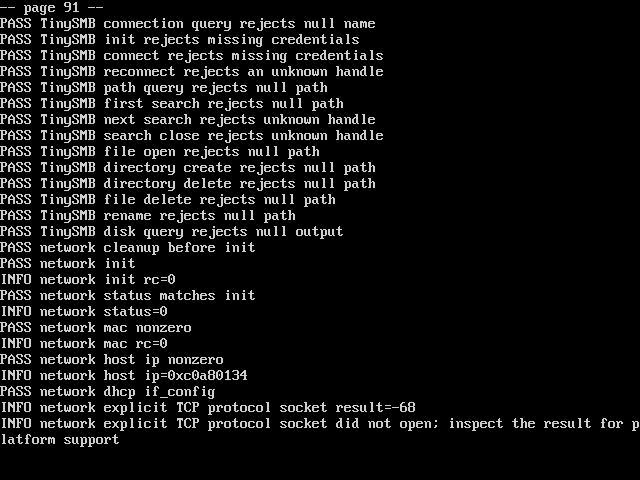 -- page 91 --
PASS TinySMB connection query rejects null name
PASS TinySMB init rejects missing credentials
PASS TinySMB connect rejects missing credentials
PASS TinySMB reconnect rejects an unknown handle
PASS TinySMB path query rejects null path
PASS TinySMB first search rejects null path
PASS TinySMB next search rejects unknown handle
PASS TinySMB search close rejects unknown handle
PASS TinySMB file open rejects null path
PASS TinySMB directory create rejects null path
PASS TinySMB directory delete rejects null path
PASS TinySMB file delete rejects null path
PASS TinySMB rename rejects null path
PASS TinySMB disk query rejects null output
PASS network cleanup before init
PASS network init
INFO network init rc=0
PASS network status matches init
INFO network status=0
PASS network mac nonzero
INFO network mac rc=0
PASS network host ip nonzero
INFO network host ip=0xc0a80134
PASS network dhcp if_config
INFO network explicit TCP protocol socket result=-68
INFO network explicit TCP protocol socket did not open; inspect the result for p
latform support